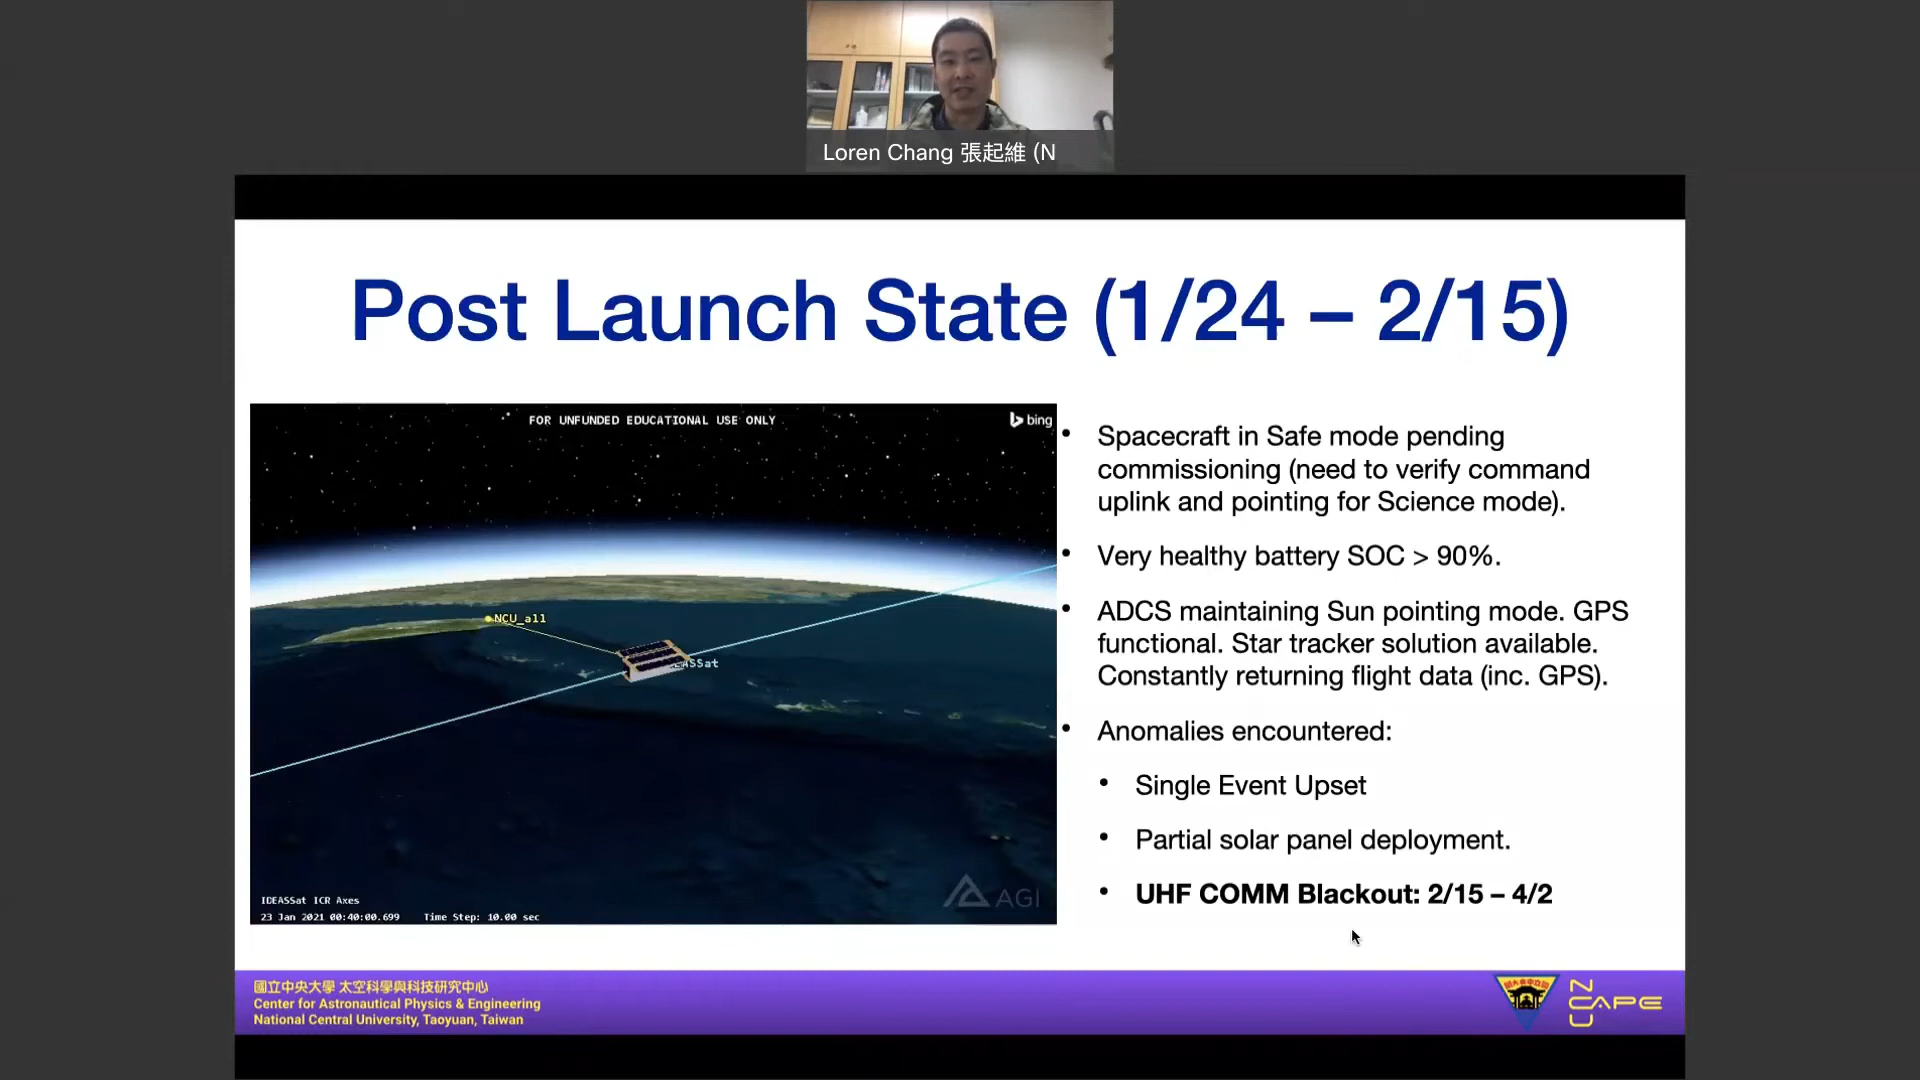 Loren Chang 張起維 (N
Post Launch State (1/24 – 2/15)
FOR UNFUNDED EDUCATIONAL USE ONLY
bing
NCU_all
EASSat
AGI
IDEASSat ICR Axes
23 Jan 2021 00:40:00.699 Time Step: 10.00 sec
• Spacecraft in Safe mode pending
commissioning (need to verify command
uplink and pointing for Science mode).
• Very healthy battery SOC > 90%.
• ADCS maintaining Sun pointing mode. GPS
functional. Star tracker solution available.
Constantly returning flight data (inc. GPS).
• Anomalies encountered:
• Single Event Upset
• Partial solar panel deployment.
• UHF COMM Blackout: 2/15 – 4/2
國立中央大學 太空科學與科技研究中心
Center for Astronautical Physics & Engineering
National Central University, Taoyuan, Taiwan
N
CAPE
U